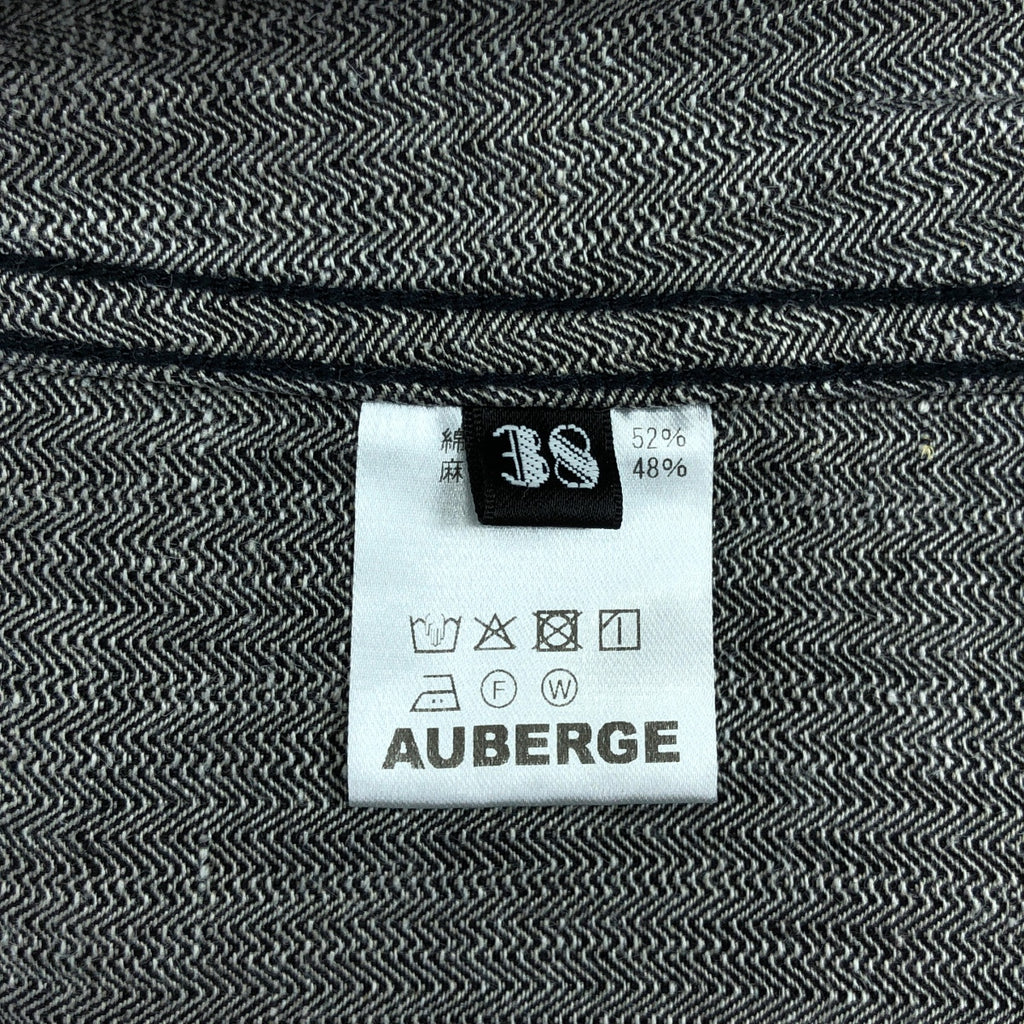 綿 52%
麻 48%
38
F W
AUBERGE